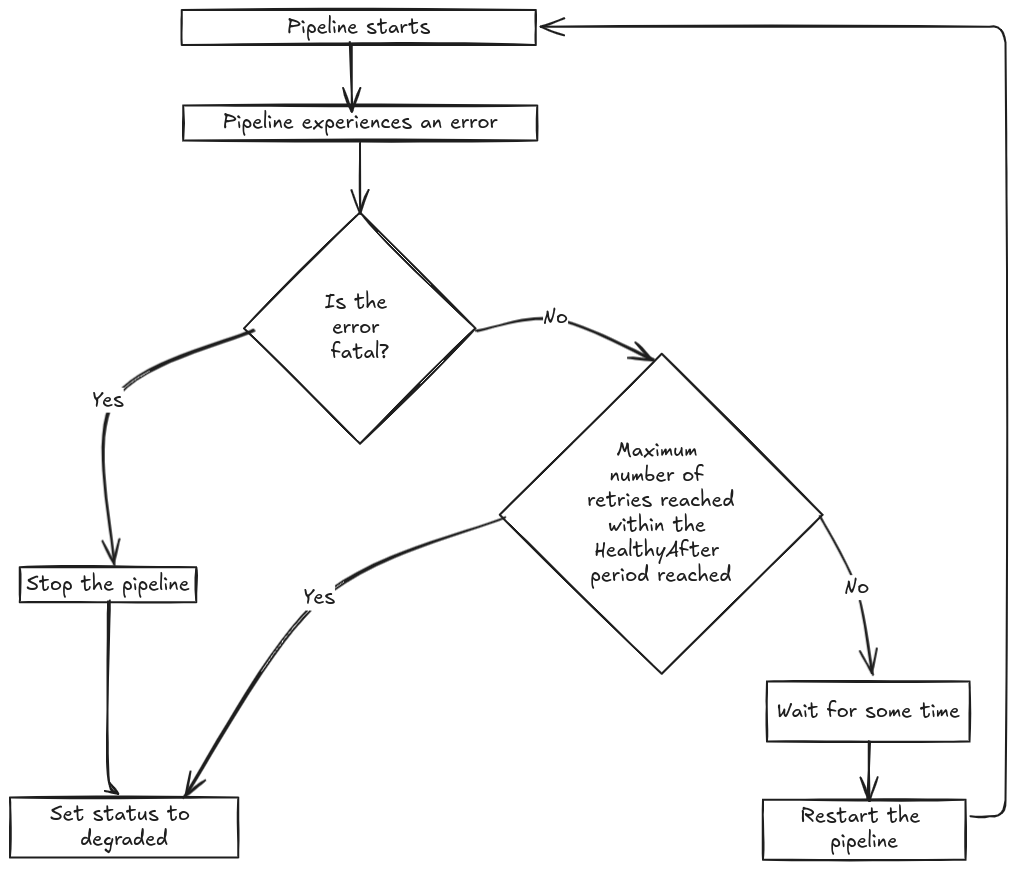 Pipeline starts
Pipeline experiences an error
Is the
error
fatal?
No
Yes
Maximum
number of
retries reached
within the
HealthyAfter
period reached
Stop the pipeline
Yes
No
Wait for some time
Set status to
degraded
Restart the
pipeline